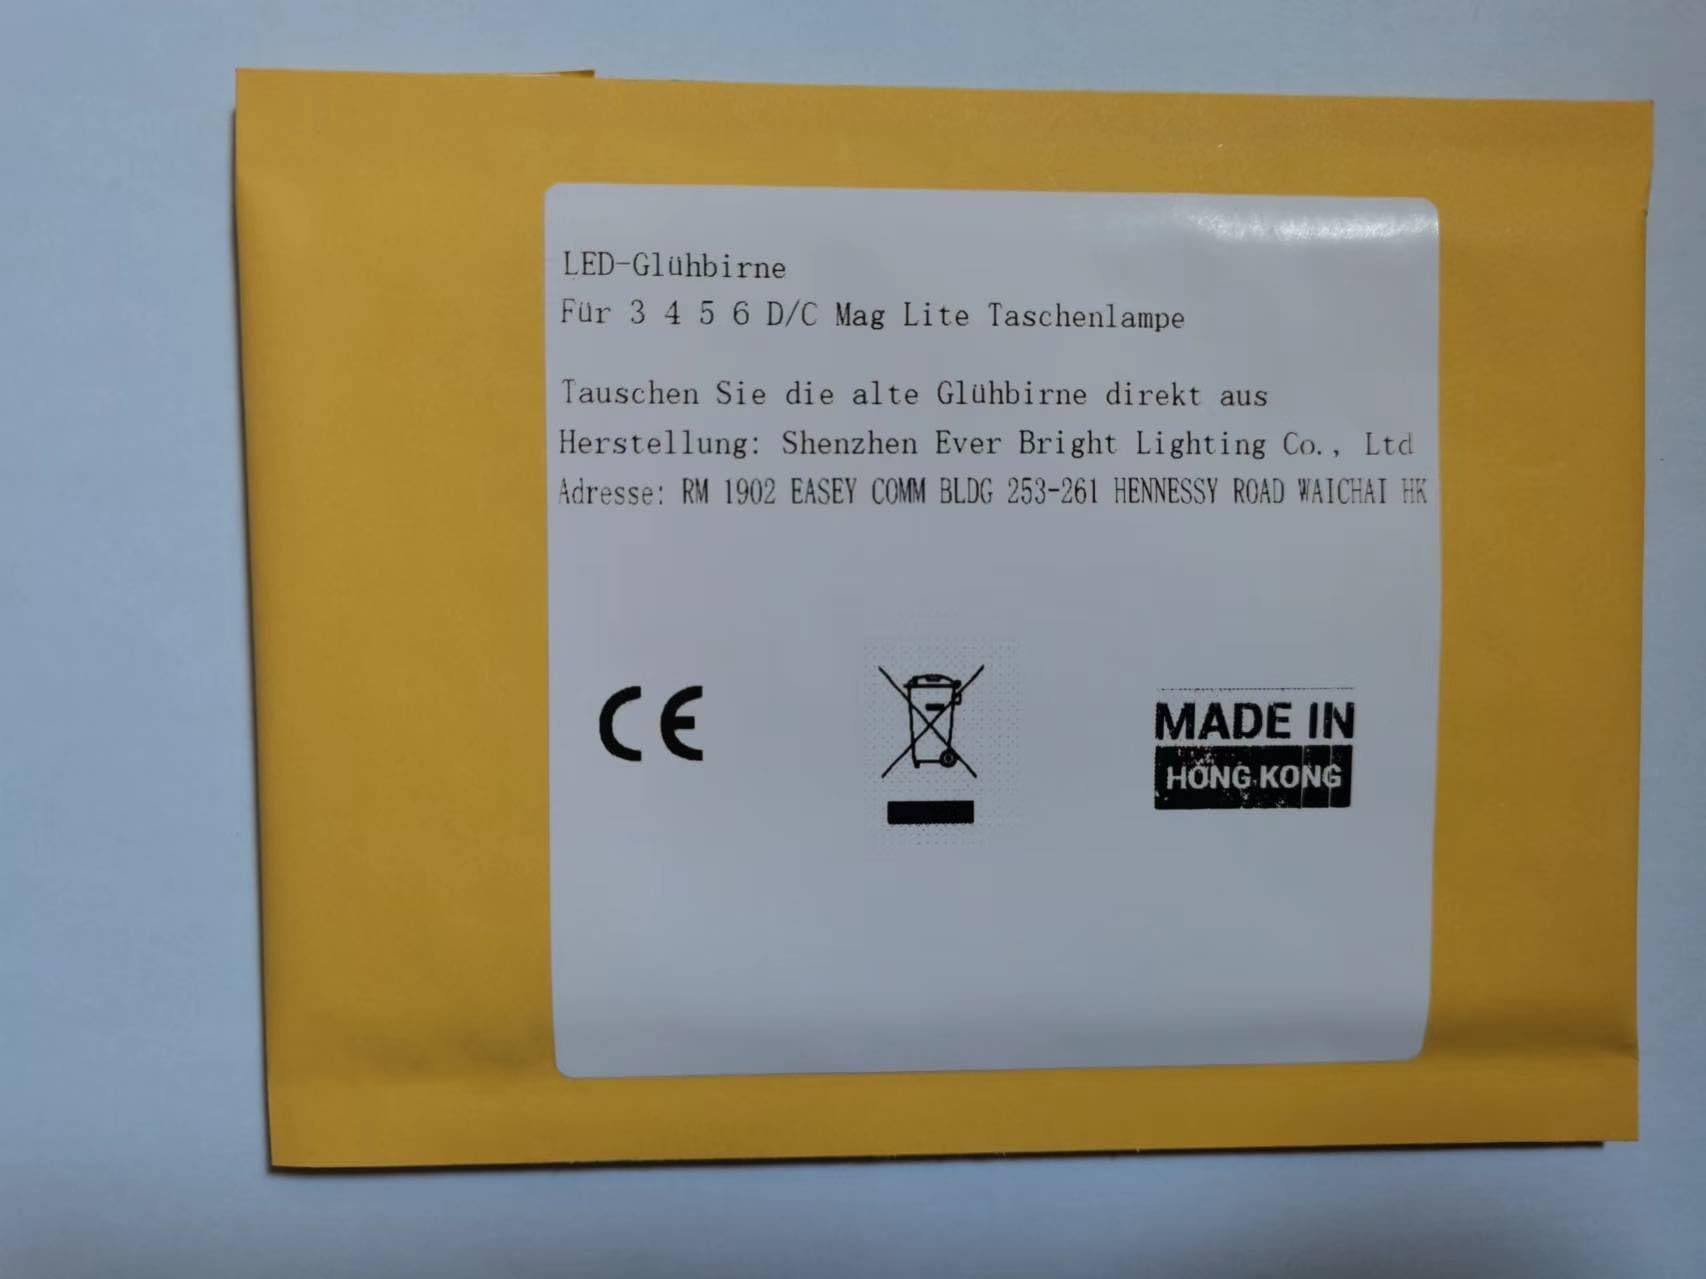 LED-Glühbirne
Für 3 4 5 6 D/C Mag Lite Taschenlampe
Tauschen Sie die alte Glühbirne direkt aus
Herstellung: Shenzhen Ever Bright Lighting Co., Ltd
Adresse: RM 1902 EASEY COMM BLDG 253-261 HENNESSY ROAD WAICHAI HK
CE
MADE IN
HONG KONG